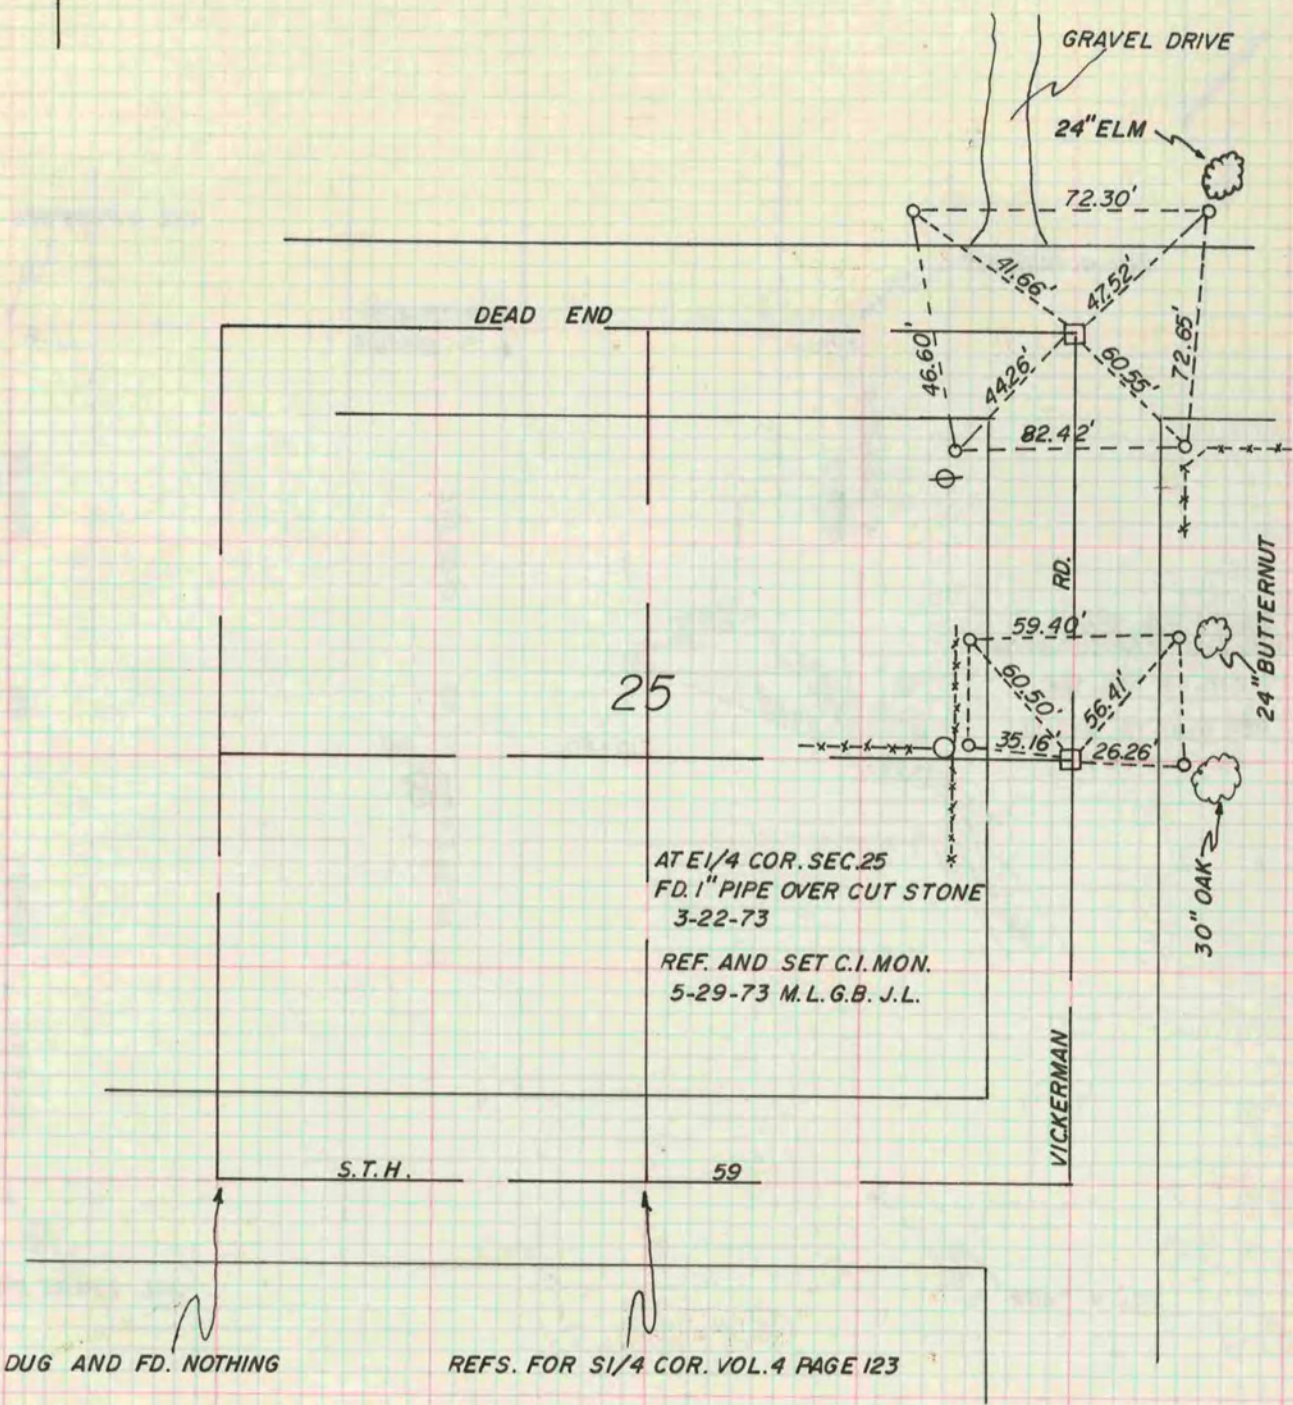 GRAVEL DRIVE
24" ELM
72.30'
41.66'
47.52'
DEAD END
46.60'
44.26'
60.55'
72.65'
82.42'
RD.
59.40'
24" BUTTERNUT
25
60.50'
56.41'
35.16'
26.26'
AT E1/4 COR. SEC.25
FD. 1" PIPE OVER CUT STONE
3-22-73
30" OAK
REF. AND SET C.I. MON.
5-29-73 M.L. G.B. J.L.
VICKERMAN
S.T.H. 59
DUG AND FD. NOTHING
REFS. FOR S1/4 COR. VOL.4 PAGE 123